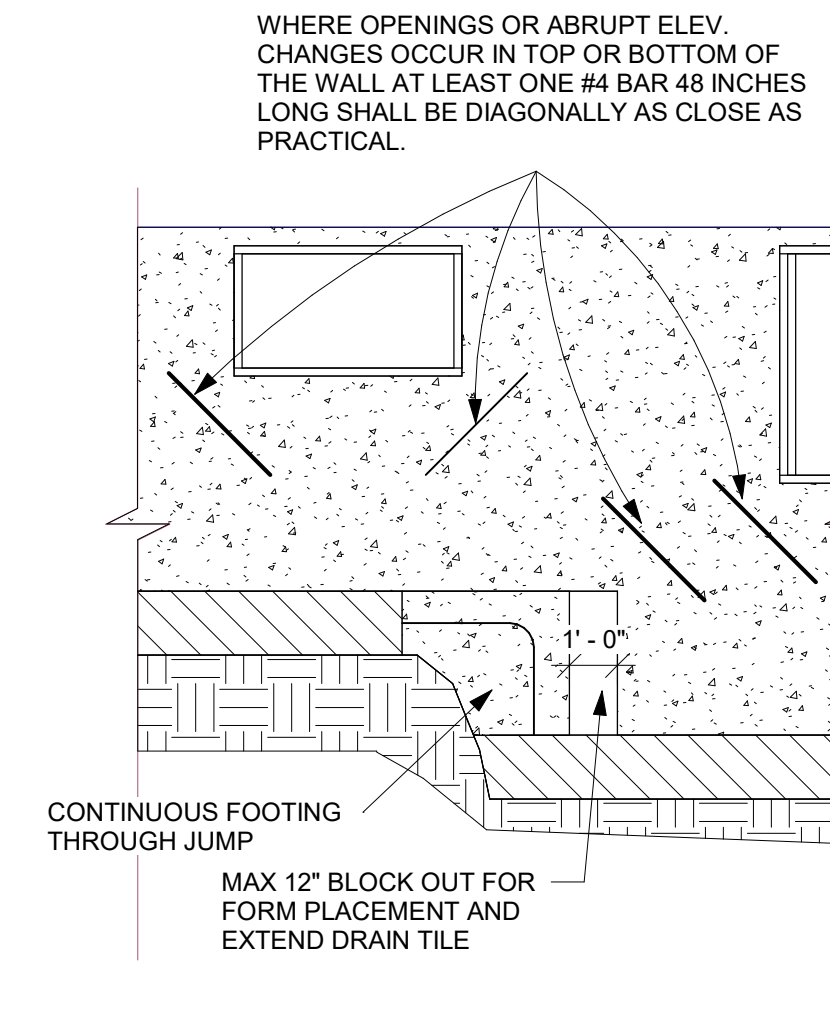 WHERE OPENINGS OR ABRUPT ELEV.
CHANGES OCCUR IN TOP OR BOTTOM OF
THE WALL AT LEAST ONE #4 BAR 48 INCHES
LONG SHALL BE DIAGONALLY AS CLOSE AS
PRACTICAL.
1' - 0"
CONTINUOUS FOOTING
THROUGH JUMP
MAX 12" BLOCK OUT FOR
FORM PLACEMENT AND
EXTEND DRAIN TILE